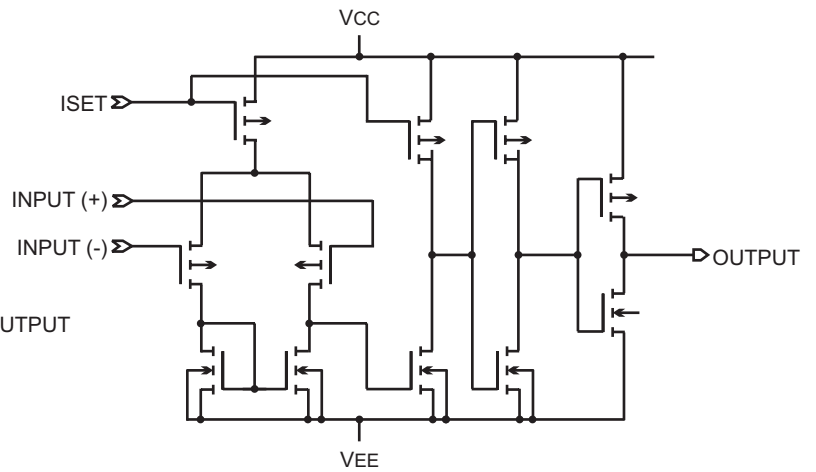 VCC
ISET
INPUT (+)
INPUT (-)
OUTPUT
UTPUT
VEE